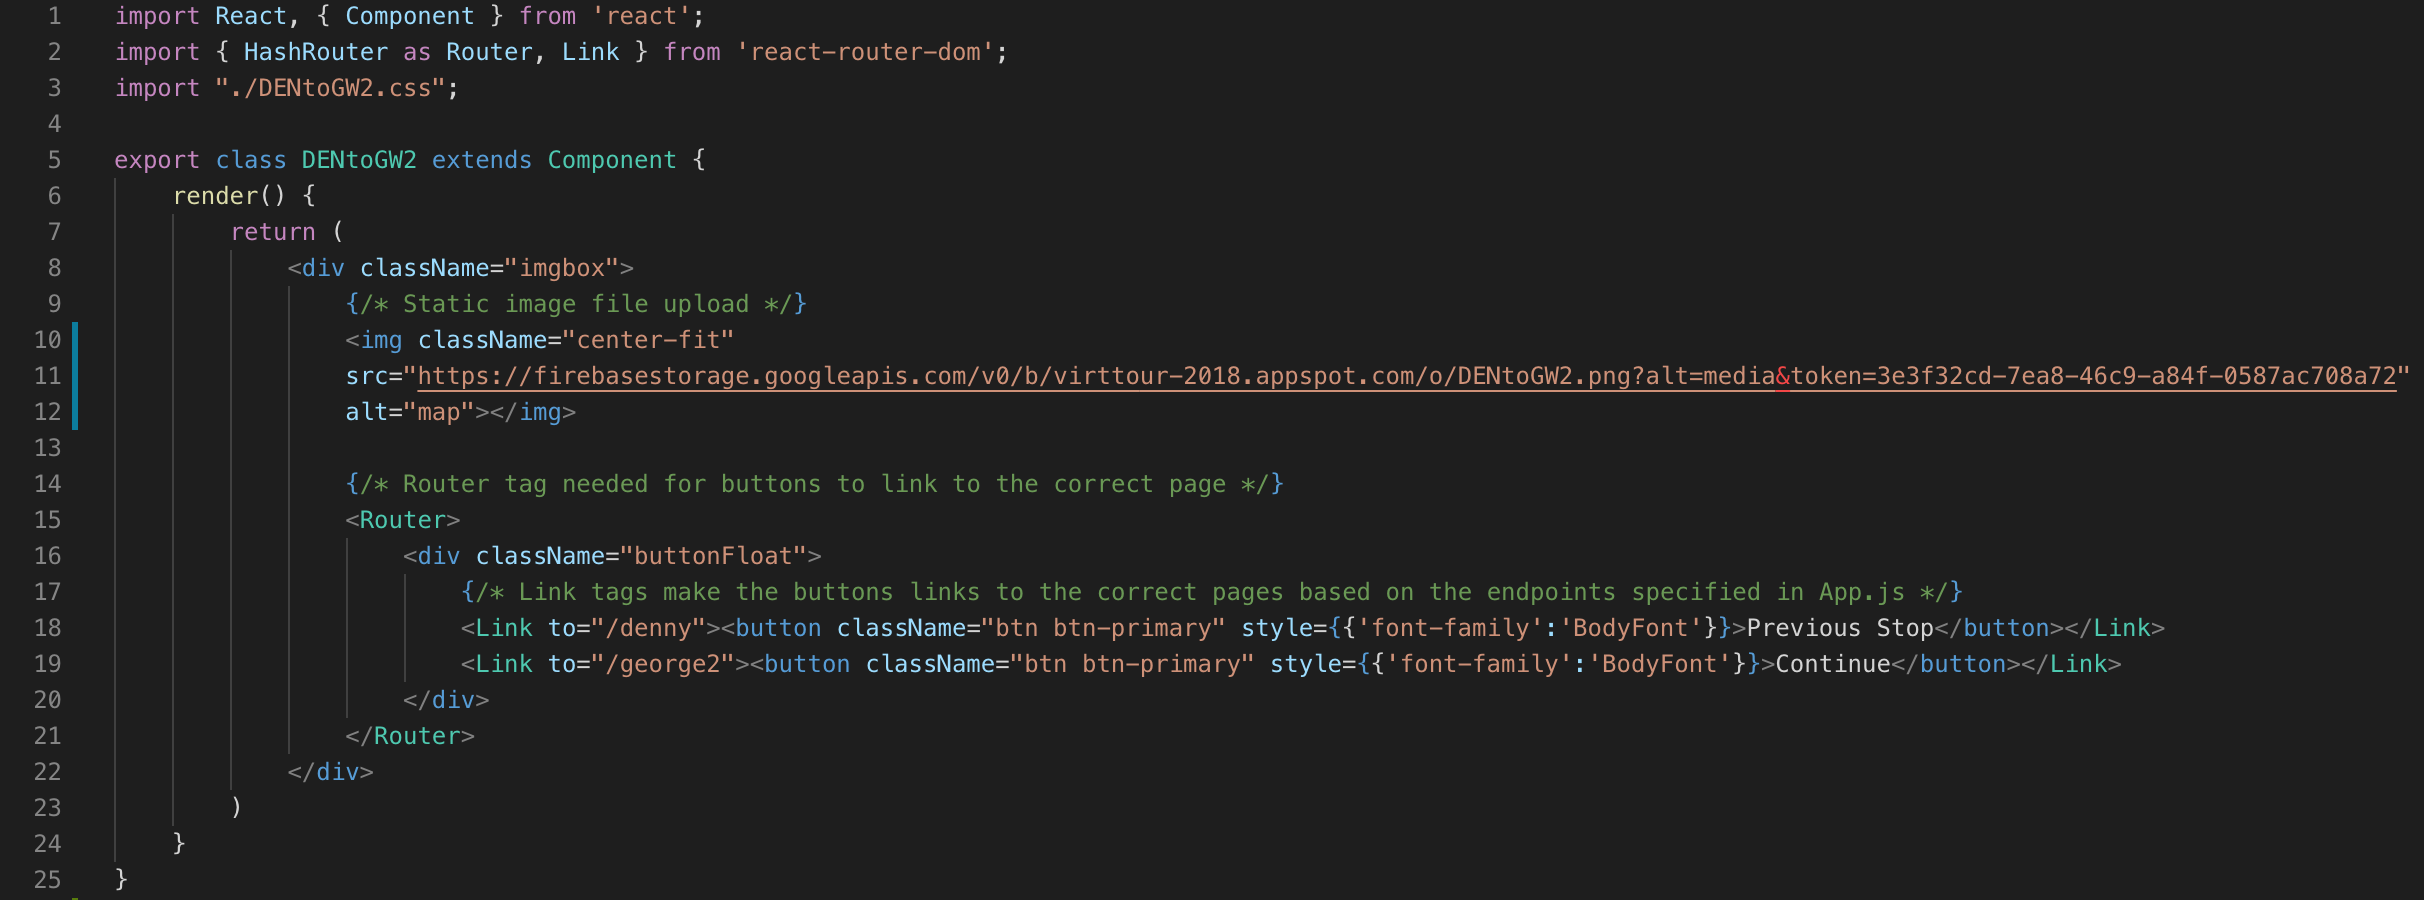 1 import React, { Component } from 'react';
2 import { HashRouter as Router, Link } from 'react-router-dom';
3 import "./DENtoGW2.css";
4
5 export class DENtoGW2 extends Component {
6 render() {
7 return (
8 <div className="imgbox">
9 {/* Static image file upload */}
10 <img className="center-fit"
11 src="https://firebasestorage.googleapis.com/v0/b/virttour-2018.appspot.com/o/DENtoGW2.png?alt=media&token=3e3f32cd-7ea8-46c9-a84f-0587ac708a72"
12 alt="map"></img>
13
14 {/* Router tag needed for buttons to link to the correct page */}
15 <Router>
16 <div className="buttonFloat">
17 {/* Link tags make the buttons links to the correct pages based on the endpoints specified in App.js */}
18 <Link to="/denny"><button className="btn btn-primary" style={{'font-family':'BodyFont'}}>Previous Stop</button></Link>
19 <Link to="/george2"><button className="btn btn-primary" style={{'font-family':'BodyFont'}}>Continue</button></Link>
20 </div>
21 </Router>
22 </div>
23 )
24 }
25 }